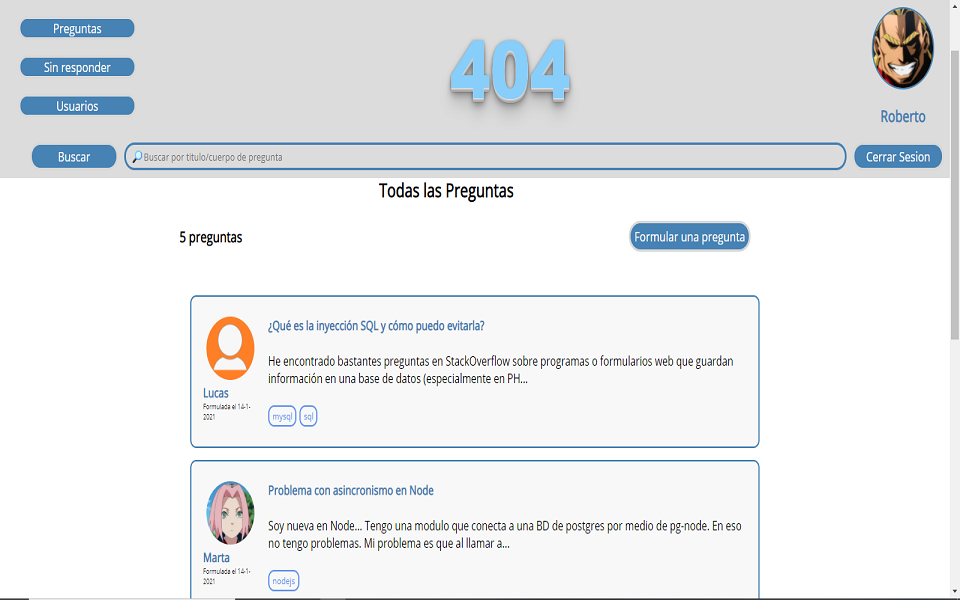 Preguntas
Sin responder
Usuarios
404
Roberto
Buscar
Buscar por titulo/cuerpo de pregunta
Cerrar Sesion
Todas las Preguntas
5 preguntas
Formular una pregunta
¿Qué es la inyección SQL y cómo puedo evitarla?
He encontrado bastantes preguntas en StackOverflow sobre programas o formularios web que guardan
información en una base de datos (especialmente en PH...
Lucas
Formulada el 14-1-
2021
mysql sql
Problema con asincronismo en Node
Soy nueva en Node... Tengo una modulo que conecta a una BD de postgres por medio de pg-node. En eso
no tengo problemas. Mi problema es que al llamar a...
Marta
Formulada el 14-1-
2021
nodejs